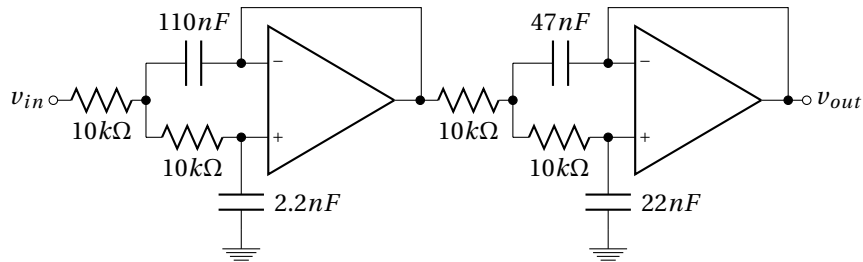 110nF
47nF
v_in
−
−
v_out
10kΩ
10kΩ
+
+
10kΩ
10kΩ
2.2nF
22nF